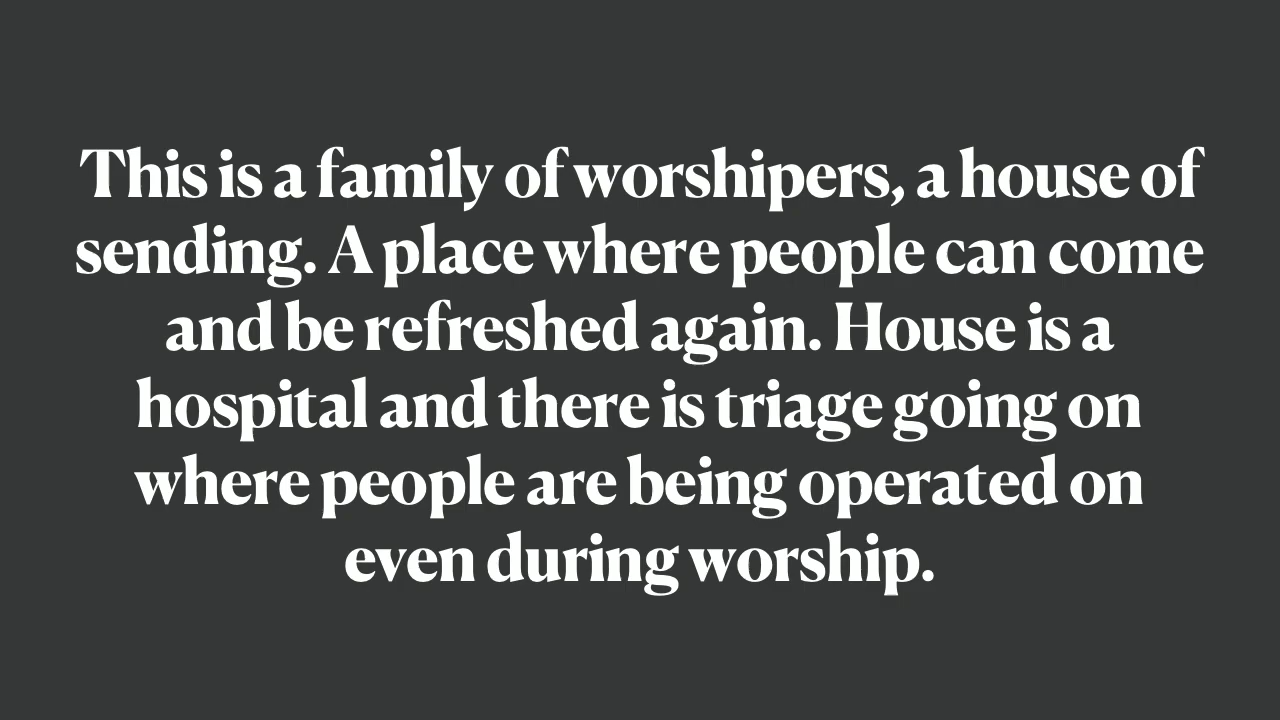 This is a family of worshipers, a house of
sending. A place where people can come
and be refreshed again. House is a
hospital and there is triage going on
where people are being operated on
even during worship.